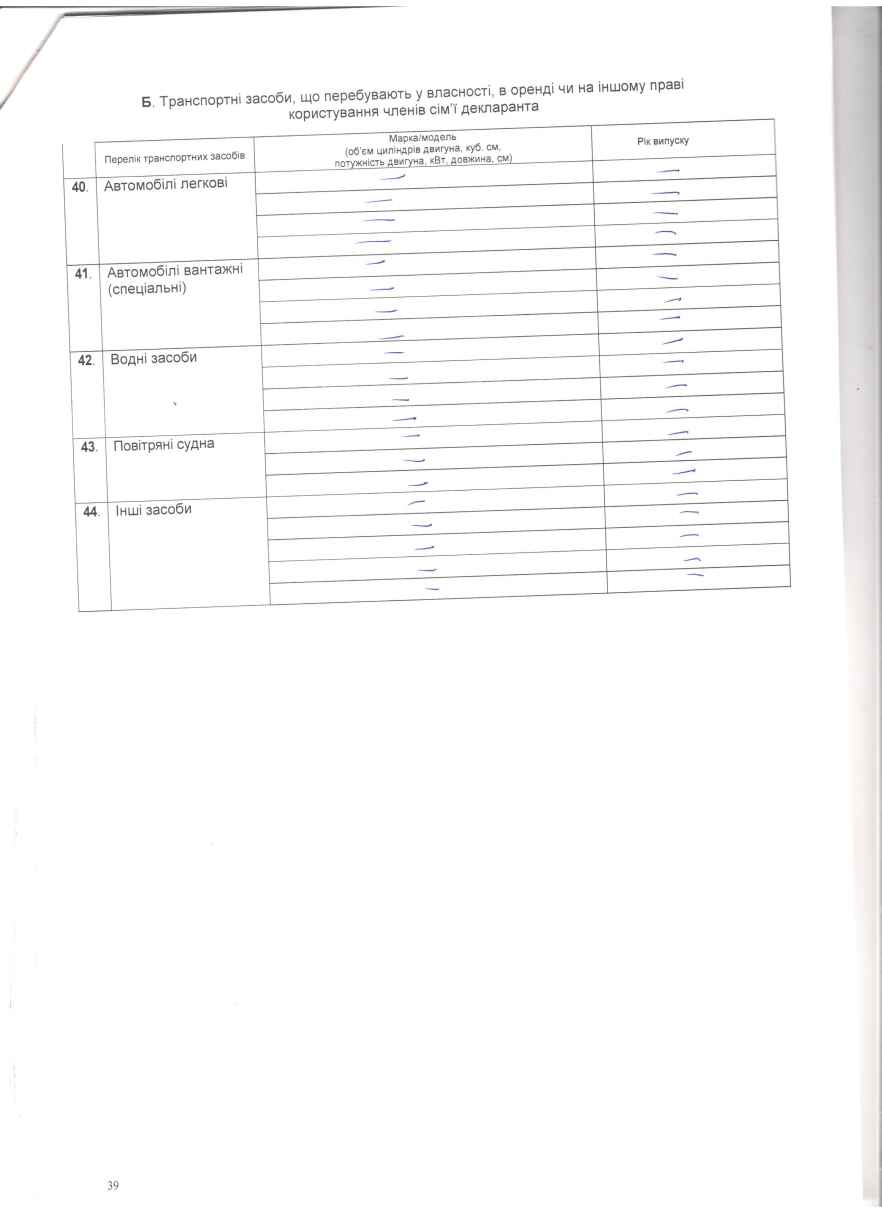 Б. Транспортні засоби, що перебувають у власності, в оренді чи на іншому праві
користування членів сім'ї декларанта
Перелік транспортних засобів
Марка/модель
(об'єм циліндрів двигуна, куб. см,
потужність двигуна, кВт, довжина, см)
Рік випуску
40. Автомобілі легкові
— —
— —
— —
— —
41. Автомобілі вантажні
(спеціальні)
— —
— —
— —
— —
42. Водні засоби
— —
— —
— —
— —
43. Повітряні судна
— —
— —
— —
44. Інші засоби
— —
— —
— —
— —
— —
39